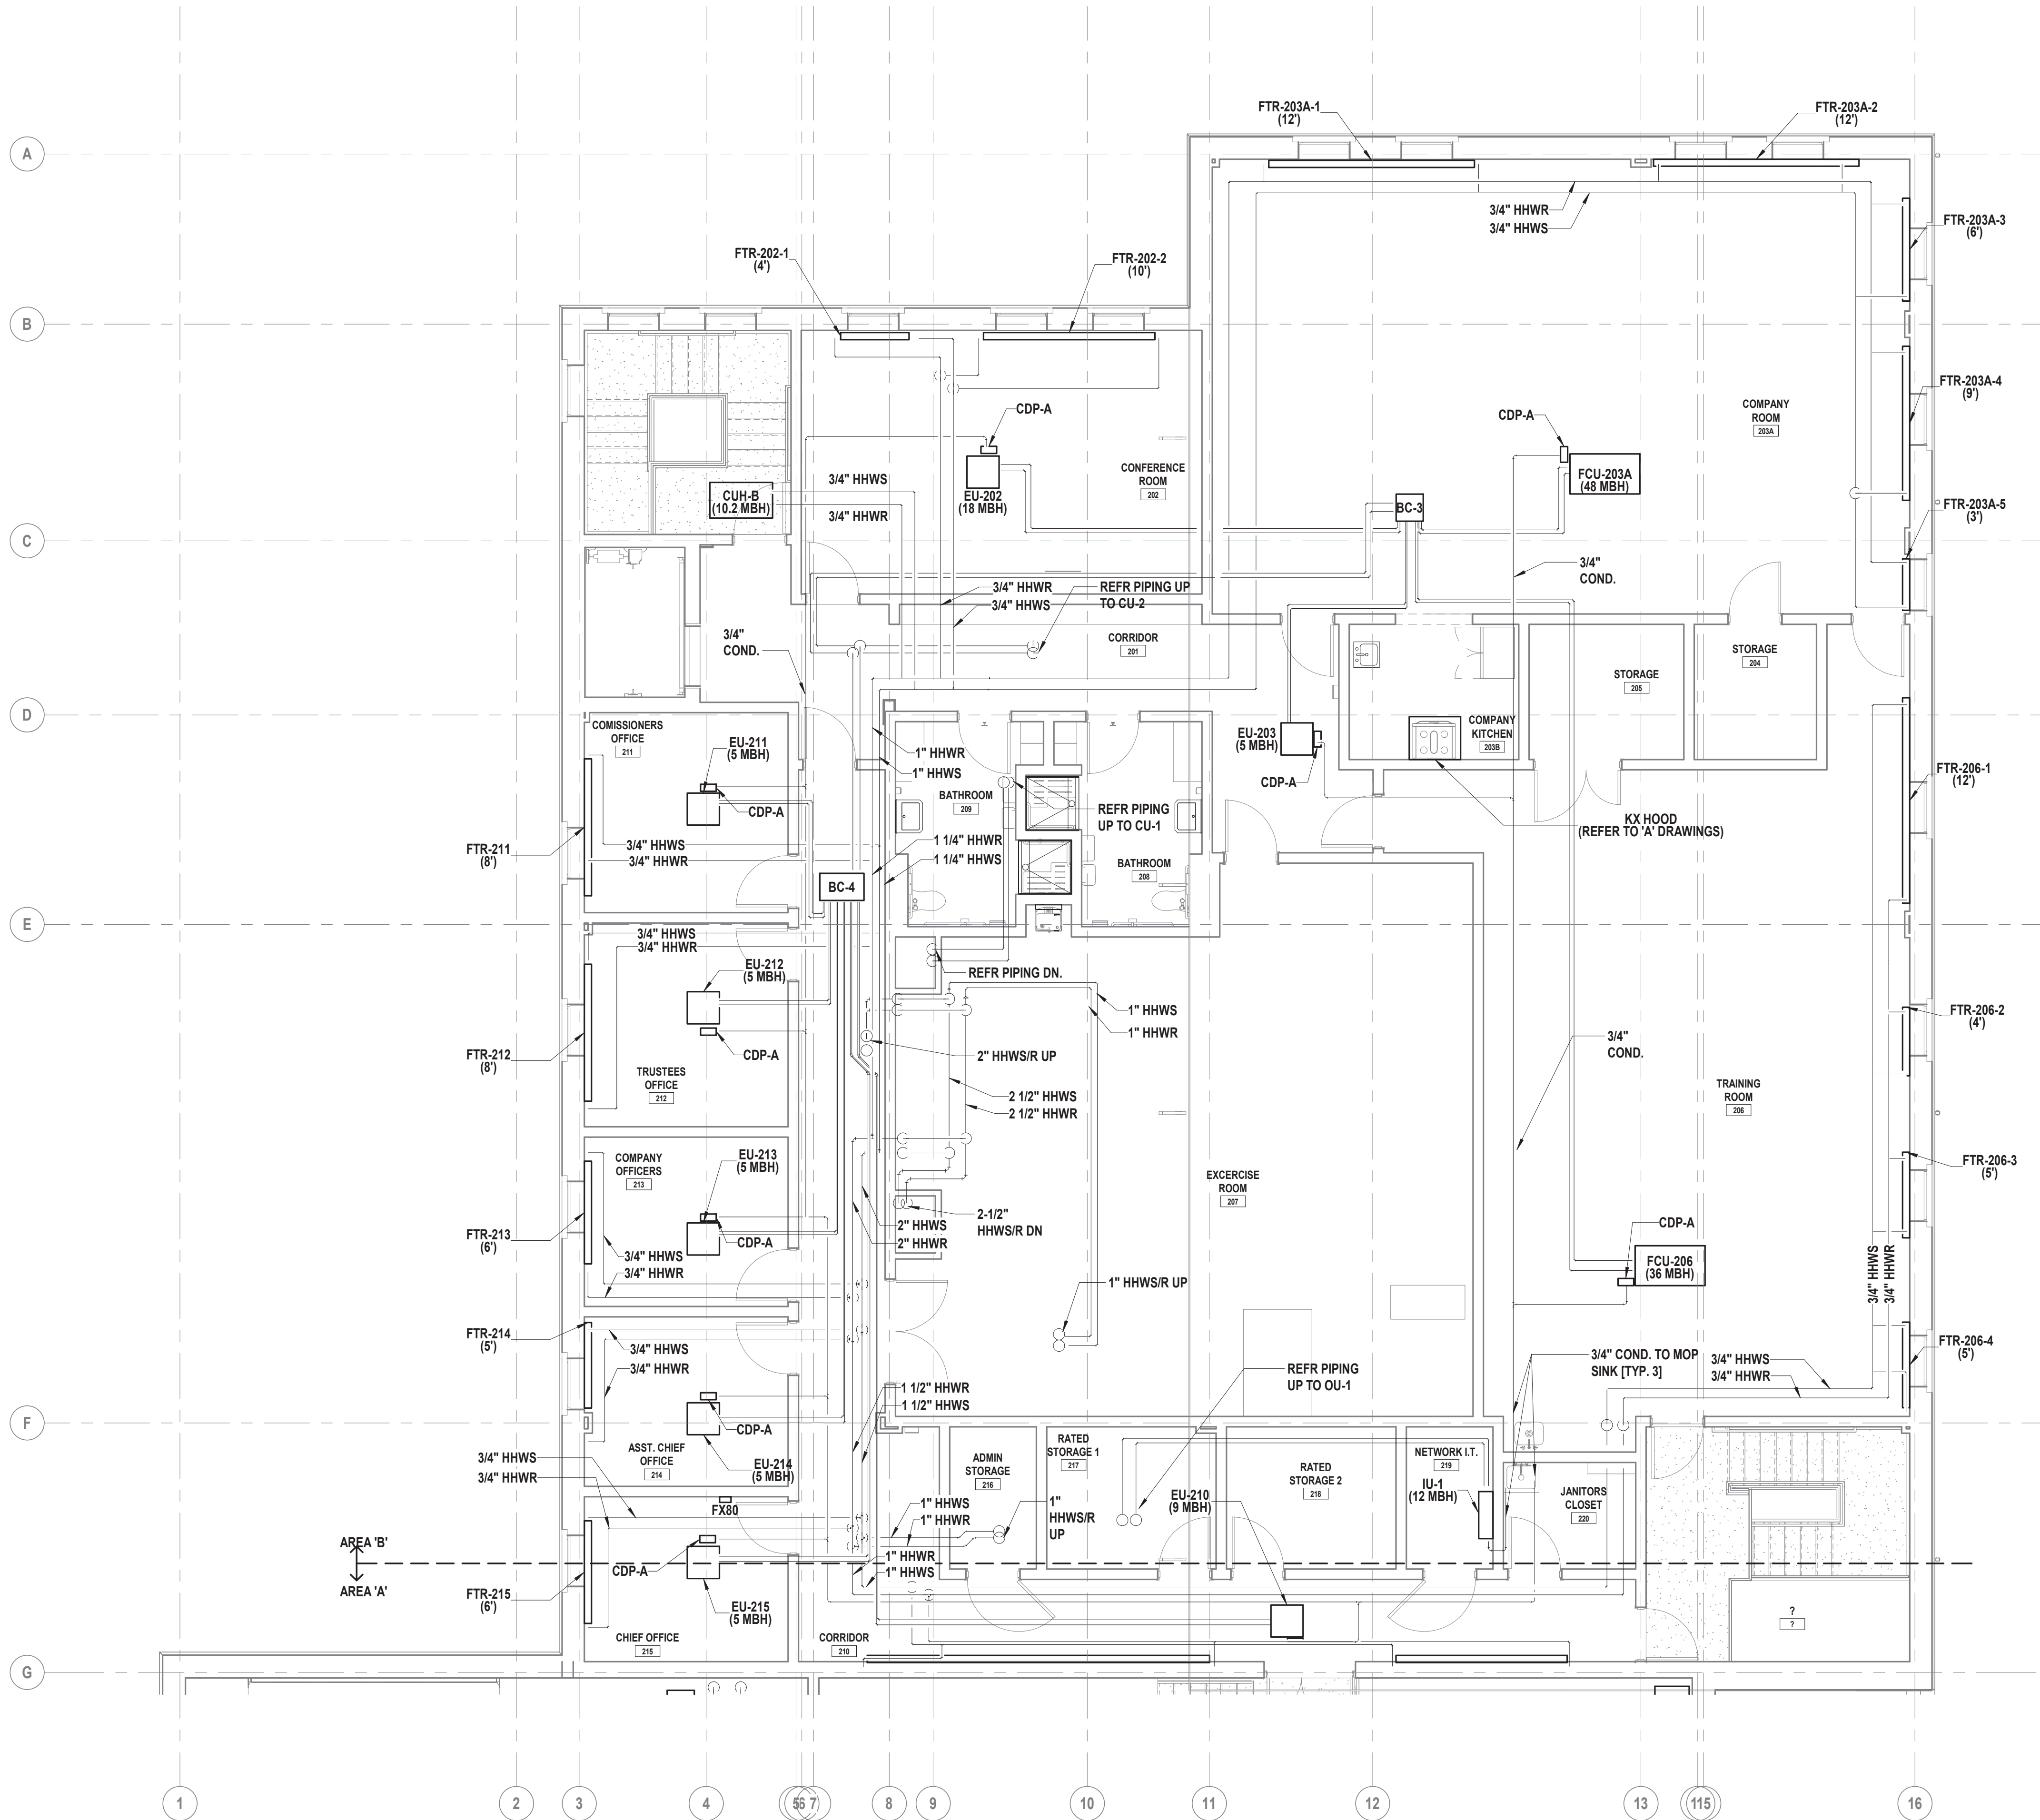 FTR-203A-1
(12')
FTR-203A-2
(12')
A
3/4" HHWR
3/4" HHWS
FTR-203A-3
(6')
FTR-202-1
(4')
FTR-202-2
(10')
B
FTR-203A-4
(9')
CDP-A
CDP-A
COMPANY
ROOM
203A
CONFERENCE
ROOM
202
3/4" HHWS
EU-202
(18 MBH)
CUH-B
(10.2 MBH)
3/4" HHWR
FCU-203A
(48 MBH)
BC-3
FTR-203A-5
(3')
C
3/4"
COND.
3/4" HHWR
3/4" HHWS
REFR PIPING UP
TO CU-2
3/4"
COND.
CORRIDOR
201
STORAGE
204
STORAGE
205
D
COMISSIONERS
OFFICE
211
EU-211
(5 MBH)
1" HHWR
1" HHWS
EU-203
(5 MBH)
COMPANY
KITCHEN
203B
FTR-206-1
(12')
CDP-A
CDP-A
BATHROOM
209
REFR PIPING
UP TO CU-1
KX HOOD
(REFER TO 'A' DRAWINGS)
FTR-211
(8')
3/4" HHWS
3/4" HHWR
1 1/4" HHWR
1 1/4" HHWS
BATHROOM
208
BC-4
E
3/4" HHWS
3/4" HHWR
EU-212
(5 MBH)
REFR PIPING DN.
1" HHWS
1" HHWR
FTR-206-2
(4')
FTR-212
(8')
CDP-A
2" HHWS/R UP
3/4"
COND.
TRUSTEES
OFFICE
212
2 1/2" HHWS
2 1/2" HHWR
TRAINING
ROOM
206
COMPANY
OFFICERS
213
EU-213
(5 MBH)
EXCERCISE
ROOM
207
FTR-206-3
(5')
FTR-213
(6')
CDP-A
2" HHWS
2" HHWR
2-1/2"
HHWS/R DN
CDP-A
3/4" HHWS
3/4" HHWR
1" HHWS/R UP
FCU-206
(36 MBH)
3/4" HHWS
3/4" HHWR
FTR-214
(5')
3/4" HHWS
3/4" HHWR
FTR-206-4
(5')
REFR PIPING
UP TO OU-1
3/4" COND. TO MOP
SINK [TYP. 3]
3/4" HHWS
3/4" HHWR
1 1/2" HHWR
1 1/2" HHWS
F
CDP-A
ASST. CHIEF
OFFICE
214
EU-214
(5 MBH)
3/4" HHWS
3/4" HHWR
ADMIN
STORAGE
216
RATED
STORAGE 1
217
RATED
STORAGE 2
218
NETWORK I.T.
219
IU-1
(12 MBH)
JANITORS
CLOSET
220
EU-210
(9 MBH)
FX80
1" HHWS
1" HHWR
1"
HHWS/R
UP
AREA 'B'
AREA 'A'
1" HHWR
1" HHWS
CDP-A
FTR-215
(6')
EU-215
(5 MBH)
CHIEF OFFICE
215
CORRIDOR
210
?
?
G
1
2
3
4
5
6
7
8
9
10
11
12
13
15
16